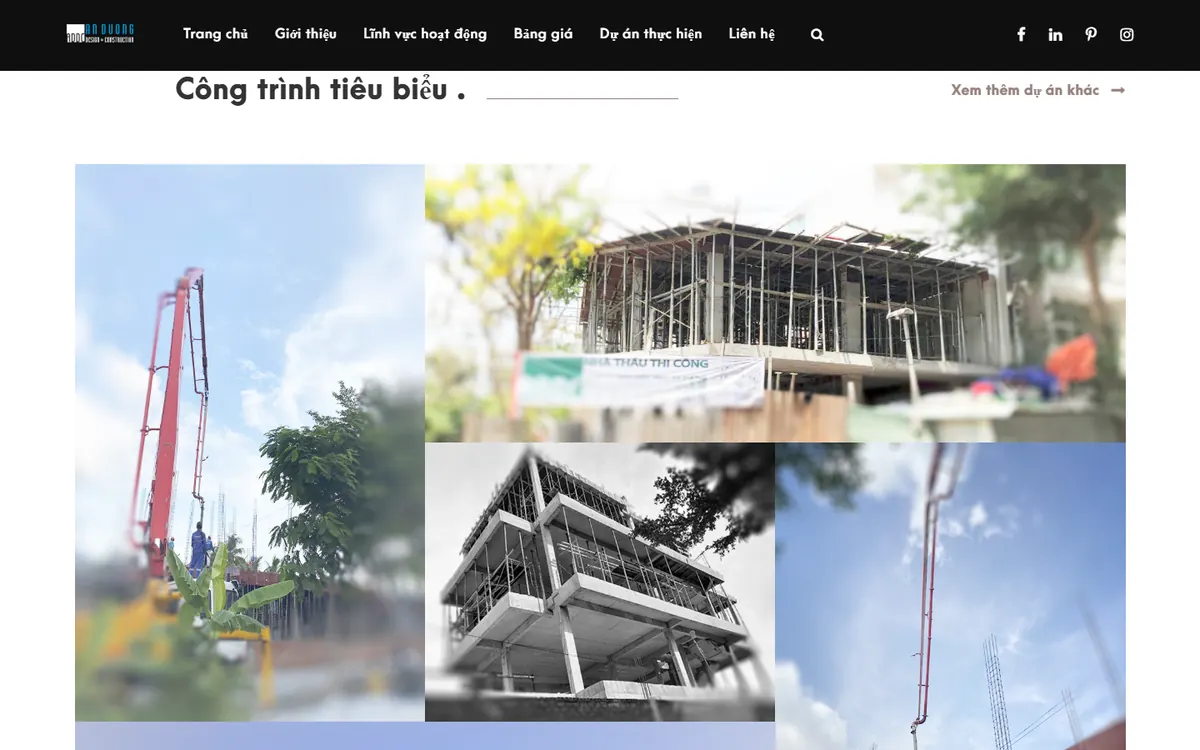 AN DUONG
DESIGN + CONSTRUCTION
Trang chủ
Giới thiệu
Lĩnh vực hoạt động
Bảng giá
Dự án thực hiện
Liên hệ
Công trình tiêu biểu .
Xem thêm dự án khác
NHÀ THẦU THI CÔNG